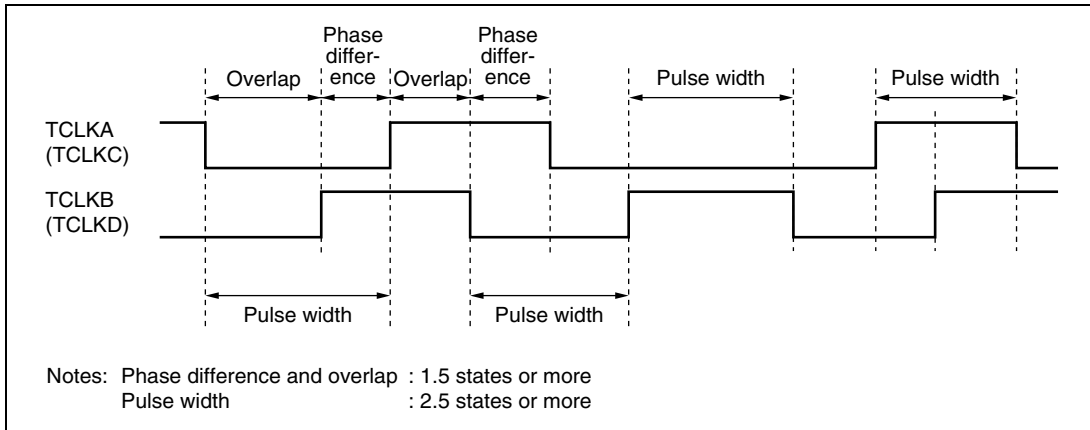 Phase
differ-
ence
Phase
differ-
ence
Overlap
Overlap
Pulse width
Pulse width
TCLKA
(TCLKC)
TCLKB
(TCLKD)
Pulse width
Pulse width
Notes: Phase difference and overlap : 1.5 states or more
Pulse width : 2.5 states or more